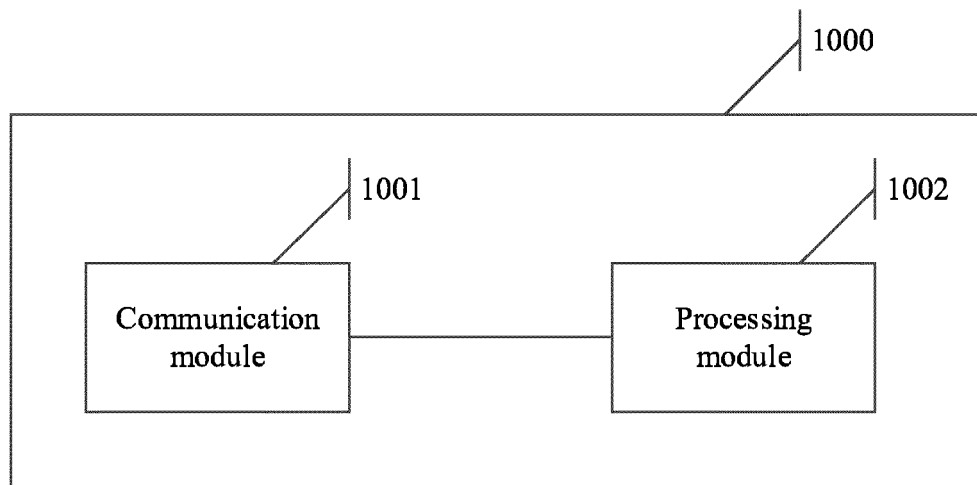 1000
1001
1002
Communication
module
Processing
module